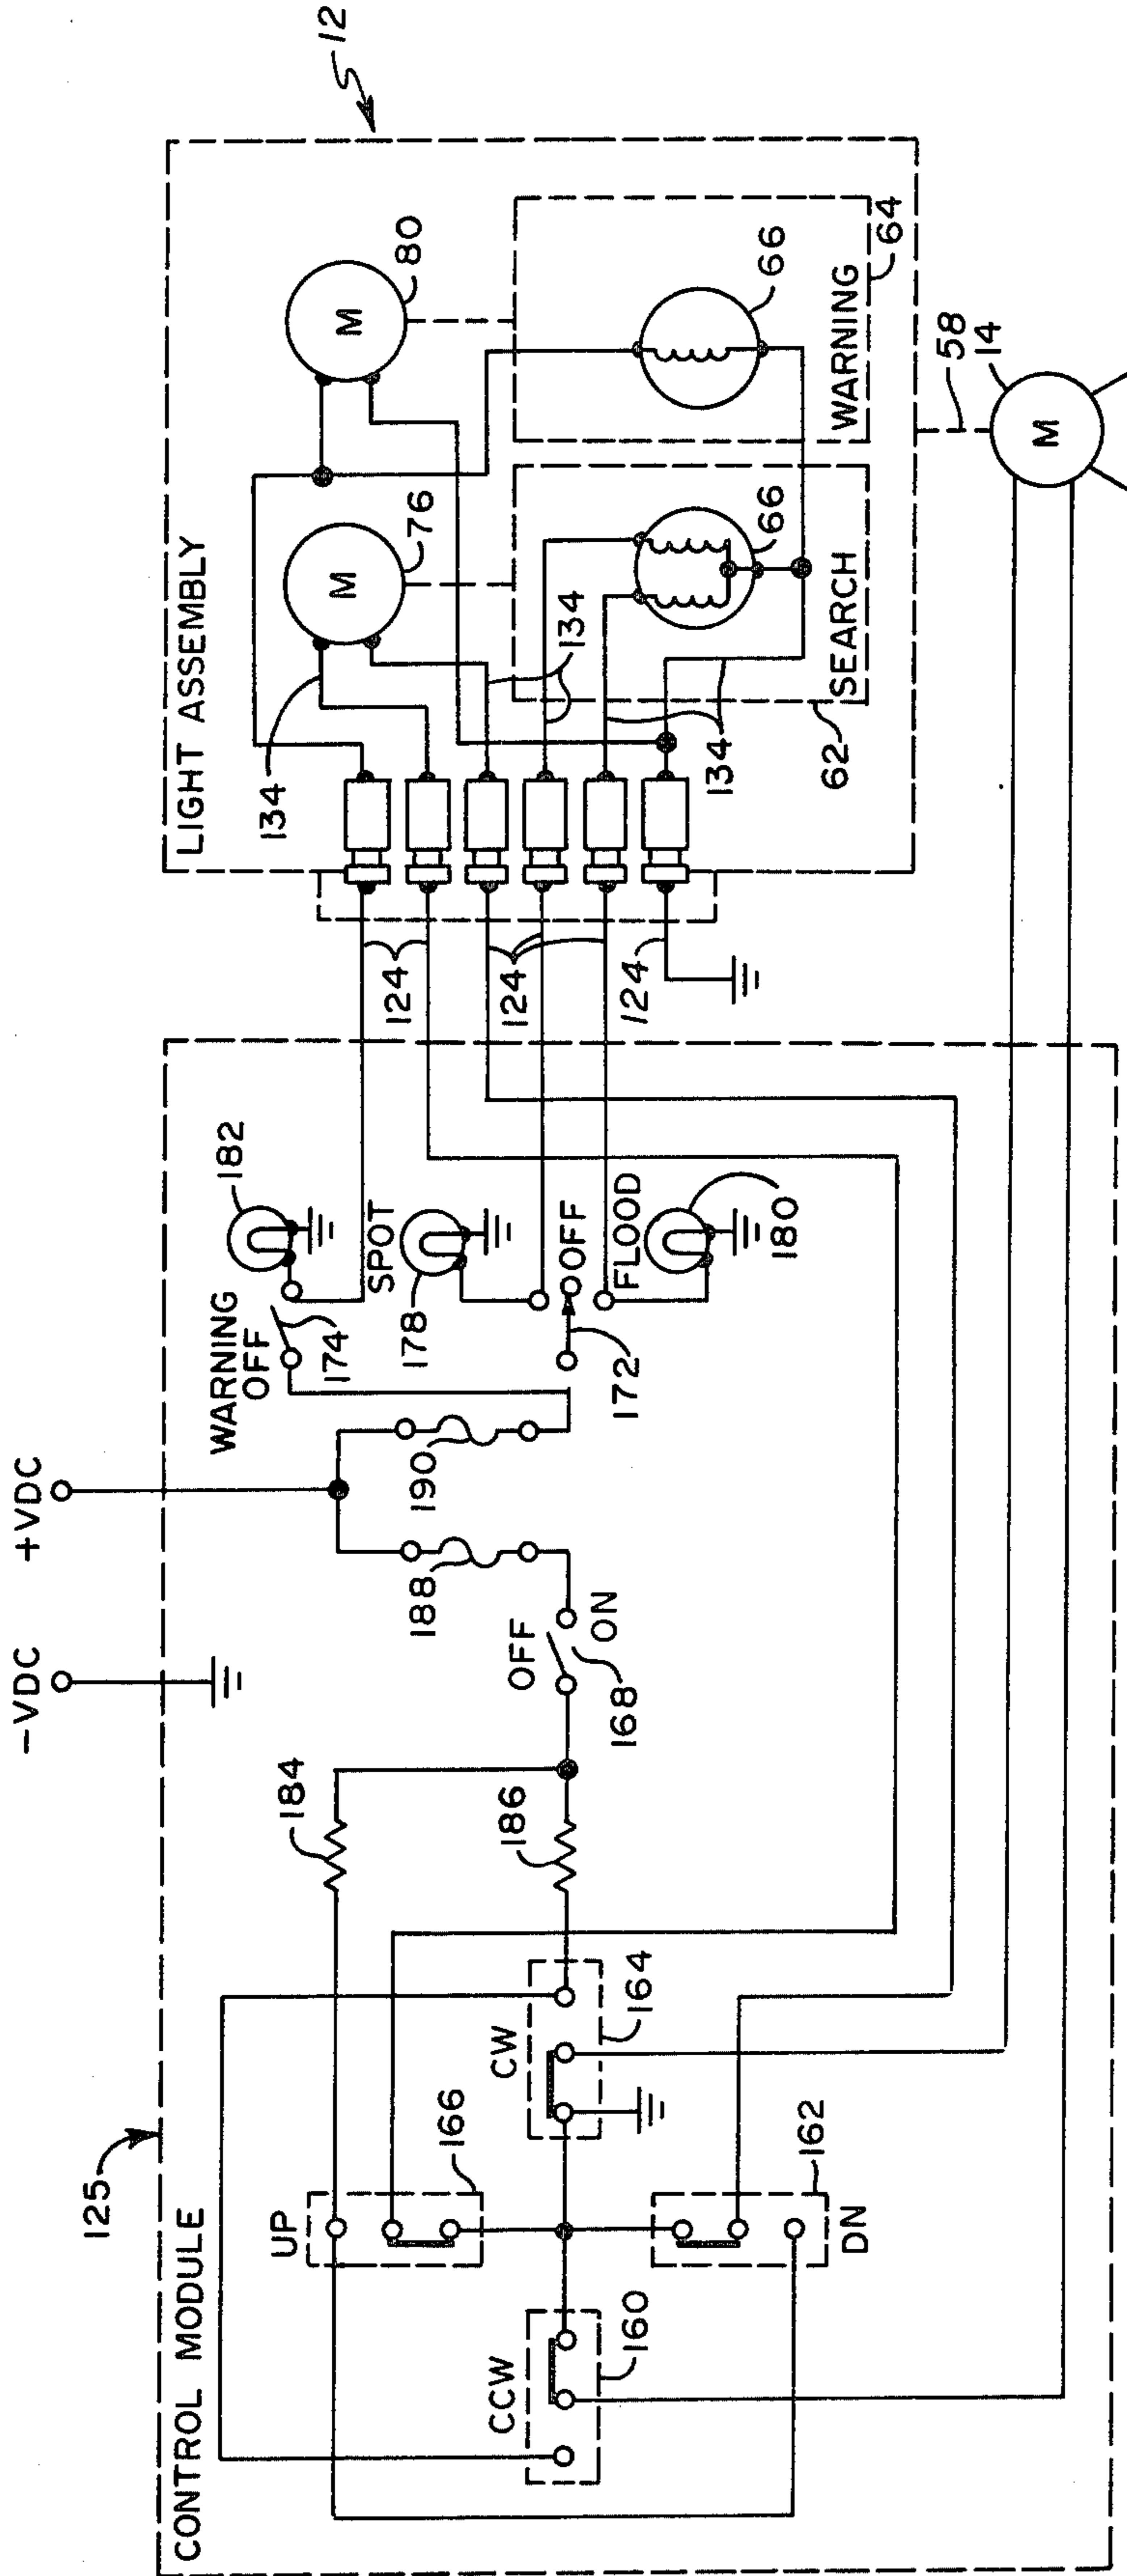 -VDC
+VDC
125
CONTROL MODULE
UP
166
CCW
160
CW
164
DN
162
184
186
OFF
ON
168
188
190
WARNING
OFF
174
182
SPOT
178
OFF
172
FLOOD
180
124
124
124
LIGHT ASSEMBLY
12
134
M
76
M
80
134
134
SEARCH
62
66
WARNING
64
66
58
14
M